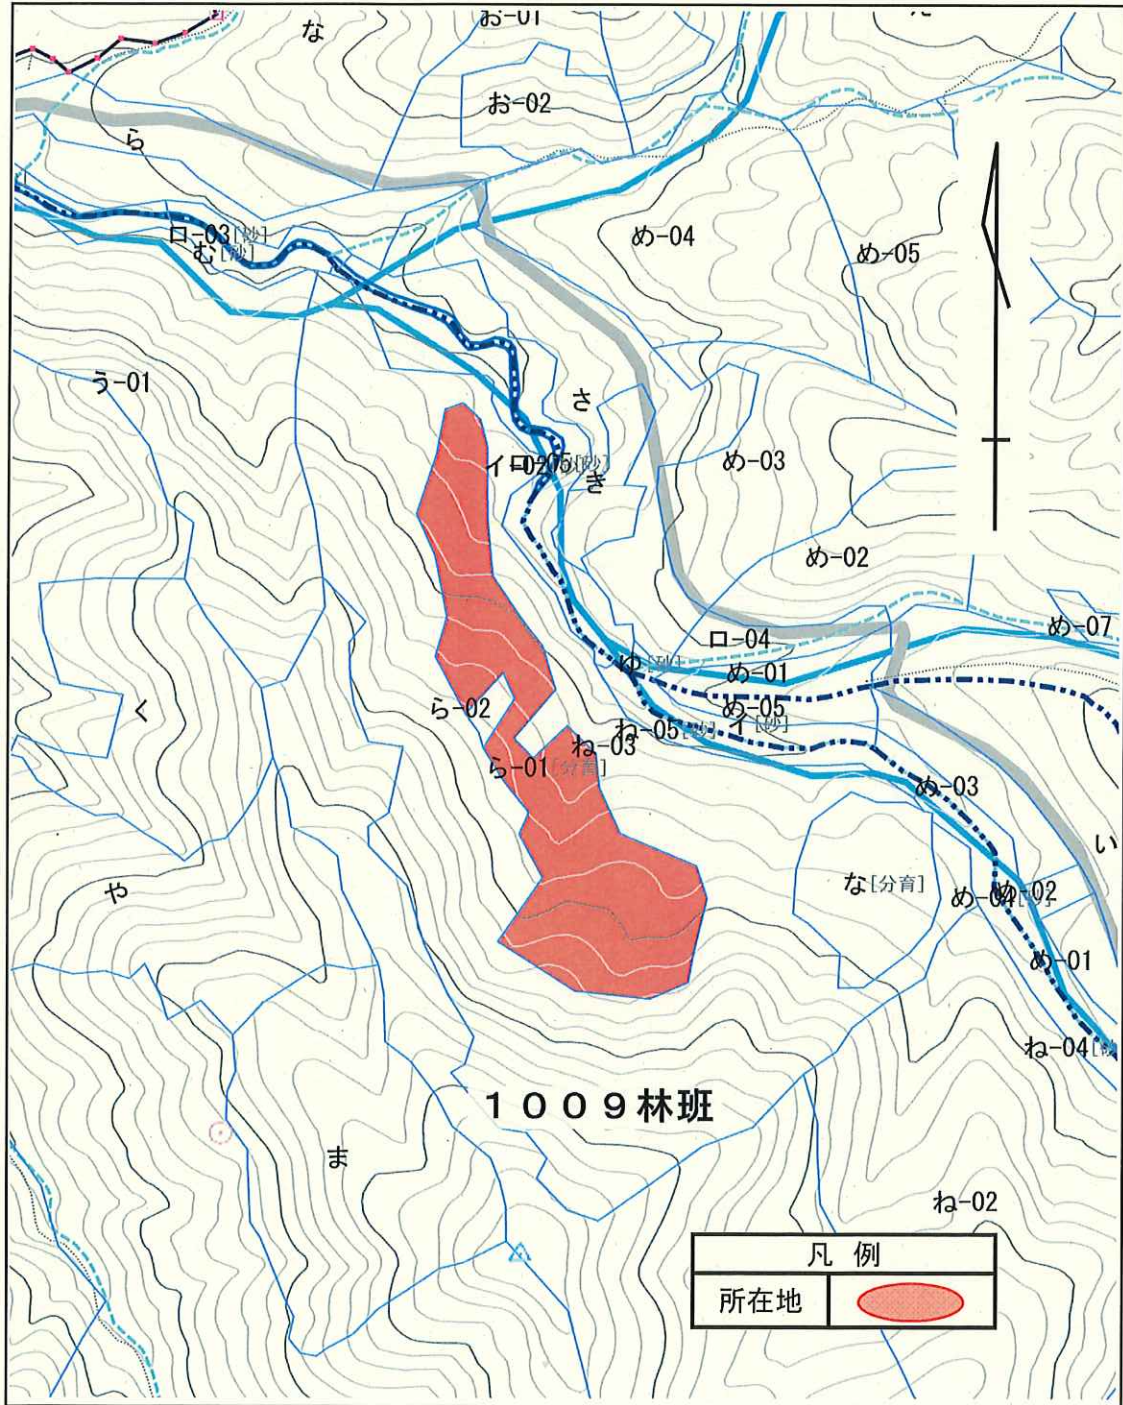 な
お-01
お-02
ら
ロ-03[砂]
む[砂]
め-04
め-05
う-01
さ
き
め-03
め-02
ロ-04
め-07
ゆ[砂]
め-01
ら-02
く
め-05
イ[砂]
ね-05[砂]
ね-03
ら-01[分育]
め-03
い
や
な[分育]
め-04
め-02
め-01
ね-04[砂
1009林班
ま
ね-02
凡例
所在地